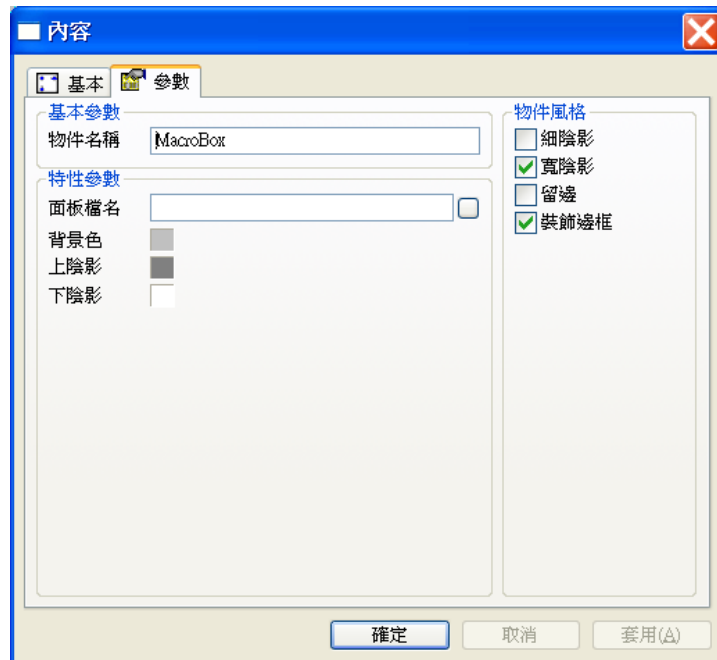 內容
基本
參數
基本參數
物件名稱 MacroBox
特性參數
面板檔名
背景色
上陰影
下陰影
物件風格
細陰影
寬陰影
留邊
裝飾邊框
確定 取消 套用(A)